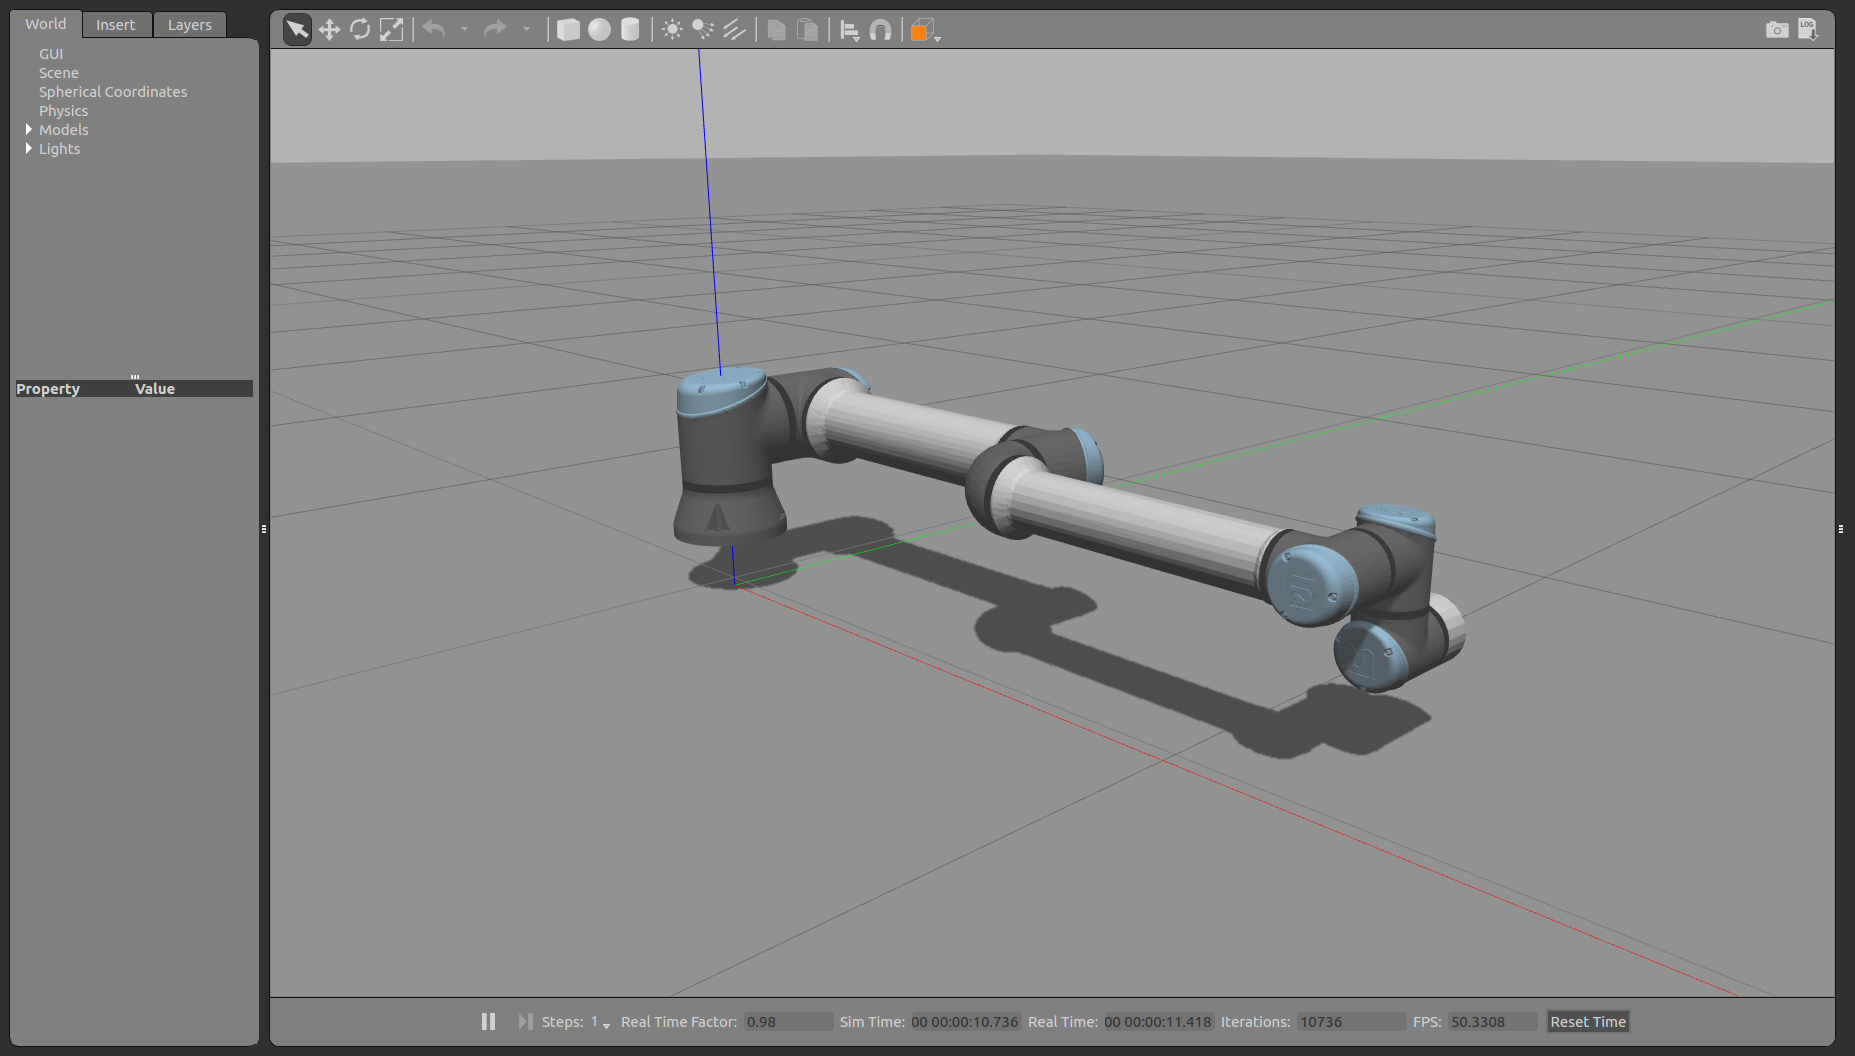 World Insert Layers
GUI
Scene
Spherical Coordinates
Physics
Models
Lights
Property Value
LOG
Steps: 1 Real Time Factor: 0.98 Sim Time: 00 00:00:10.736 Real Time: 00 00:00:11.418 Iterations: 10736 FPS: 50.3308 Reset Time